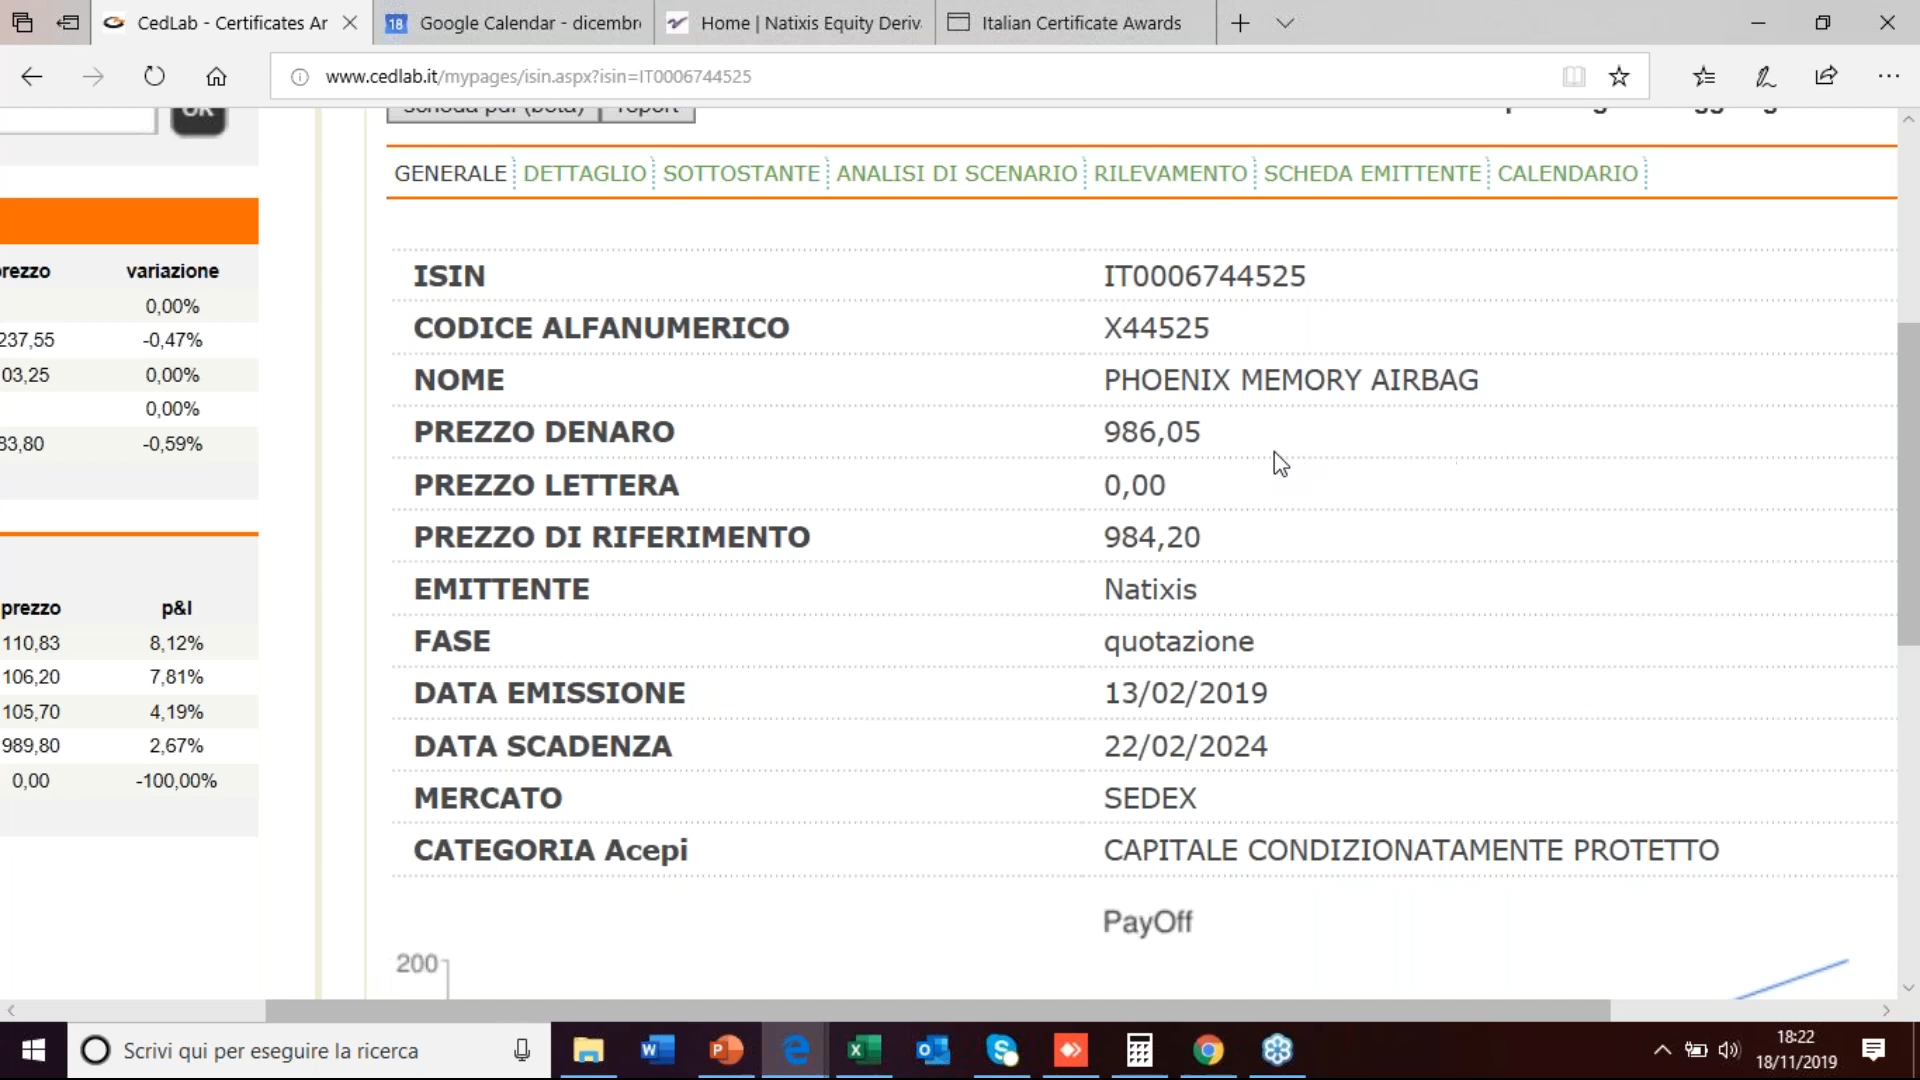 CedLab - Certificates Ar
Google Calendar - dicembr
Home | Natixis Equity Deriv
Italian Certificate Awards
www.cedlab.it/mypages/isin.aspx?isin=IT0006744525
OK
scheda pdf (beta)
report
GENERALE
DETTAGLIO
SOTTOSTANTE
ANALISI DI SCENARIO
RILEVAMENTO
SCHEDA EMITTENTE
CALENDARIO
variazione
0,00%
237,55 -0,47%
03,25 0,00%
0,00%
83,80 -0,59%
prezzo p&l
110,83 8,12%
106,20 7,81%
105,70 4,19%
989,80 2,67%
0,00 -100,00%
ISIN IT0006744525
CODICE ALFANUMERICO X44525
NOME PHOENIX MEMORY AIRBAG
PREZZO DENARO 986,05
PREZZO LETTERA 0,00
PREZZO DI RIFERIMENTO 984,20
EMITTENTE Natixis
FASE quotazione
DATA EMISSIONE 13/02/2019
DATA SCADENZA 22/02/2024
MERCATO SEDEX
CATEGORIA Acepi CAPITALE CONDIZIONATAMENTE PROTETTO
PayOff
200
Scrivi qui per eseguire la ricerca
18:22
18/11/2019